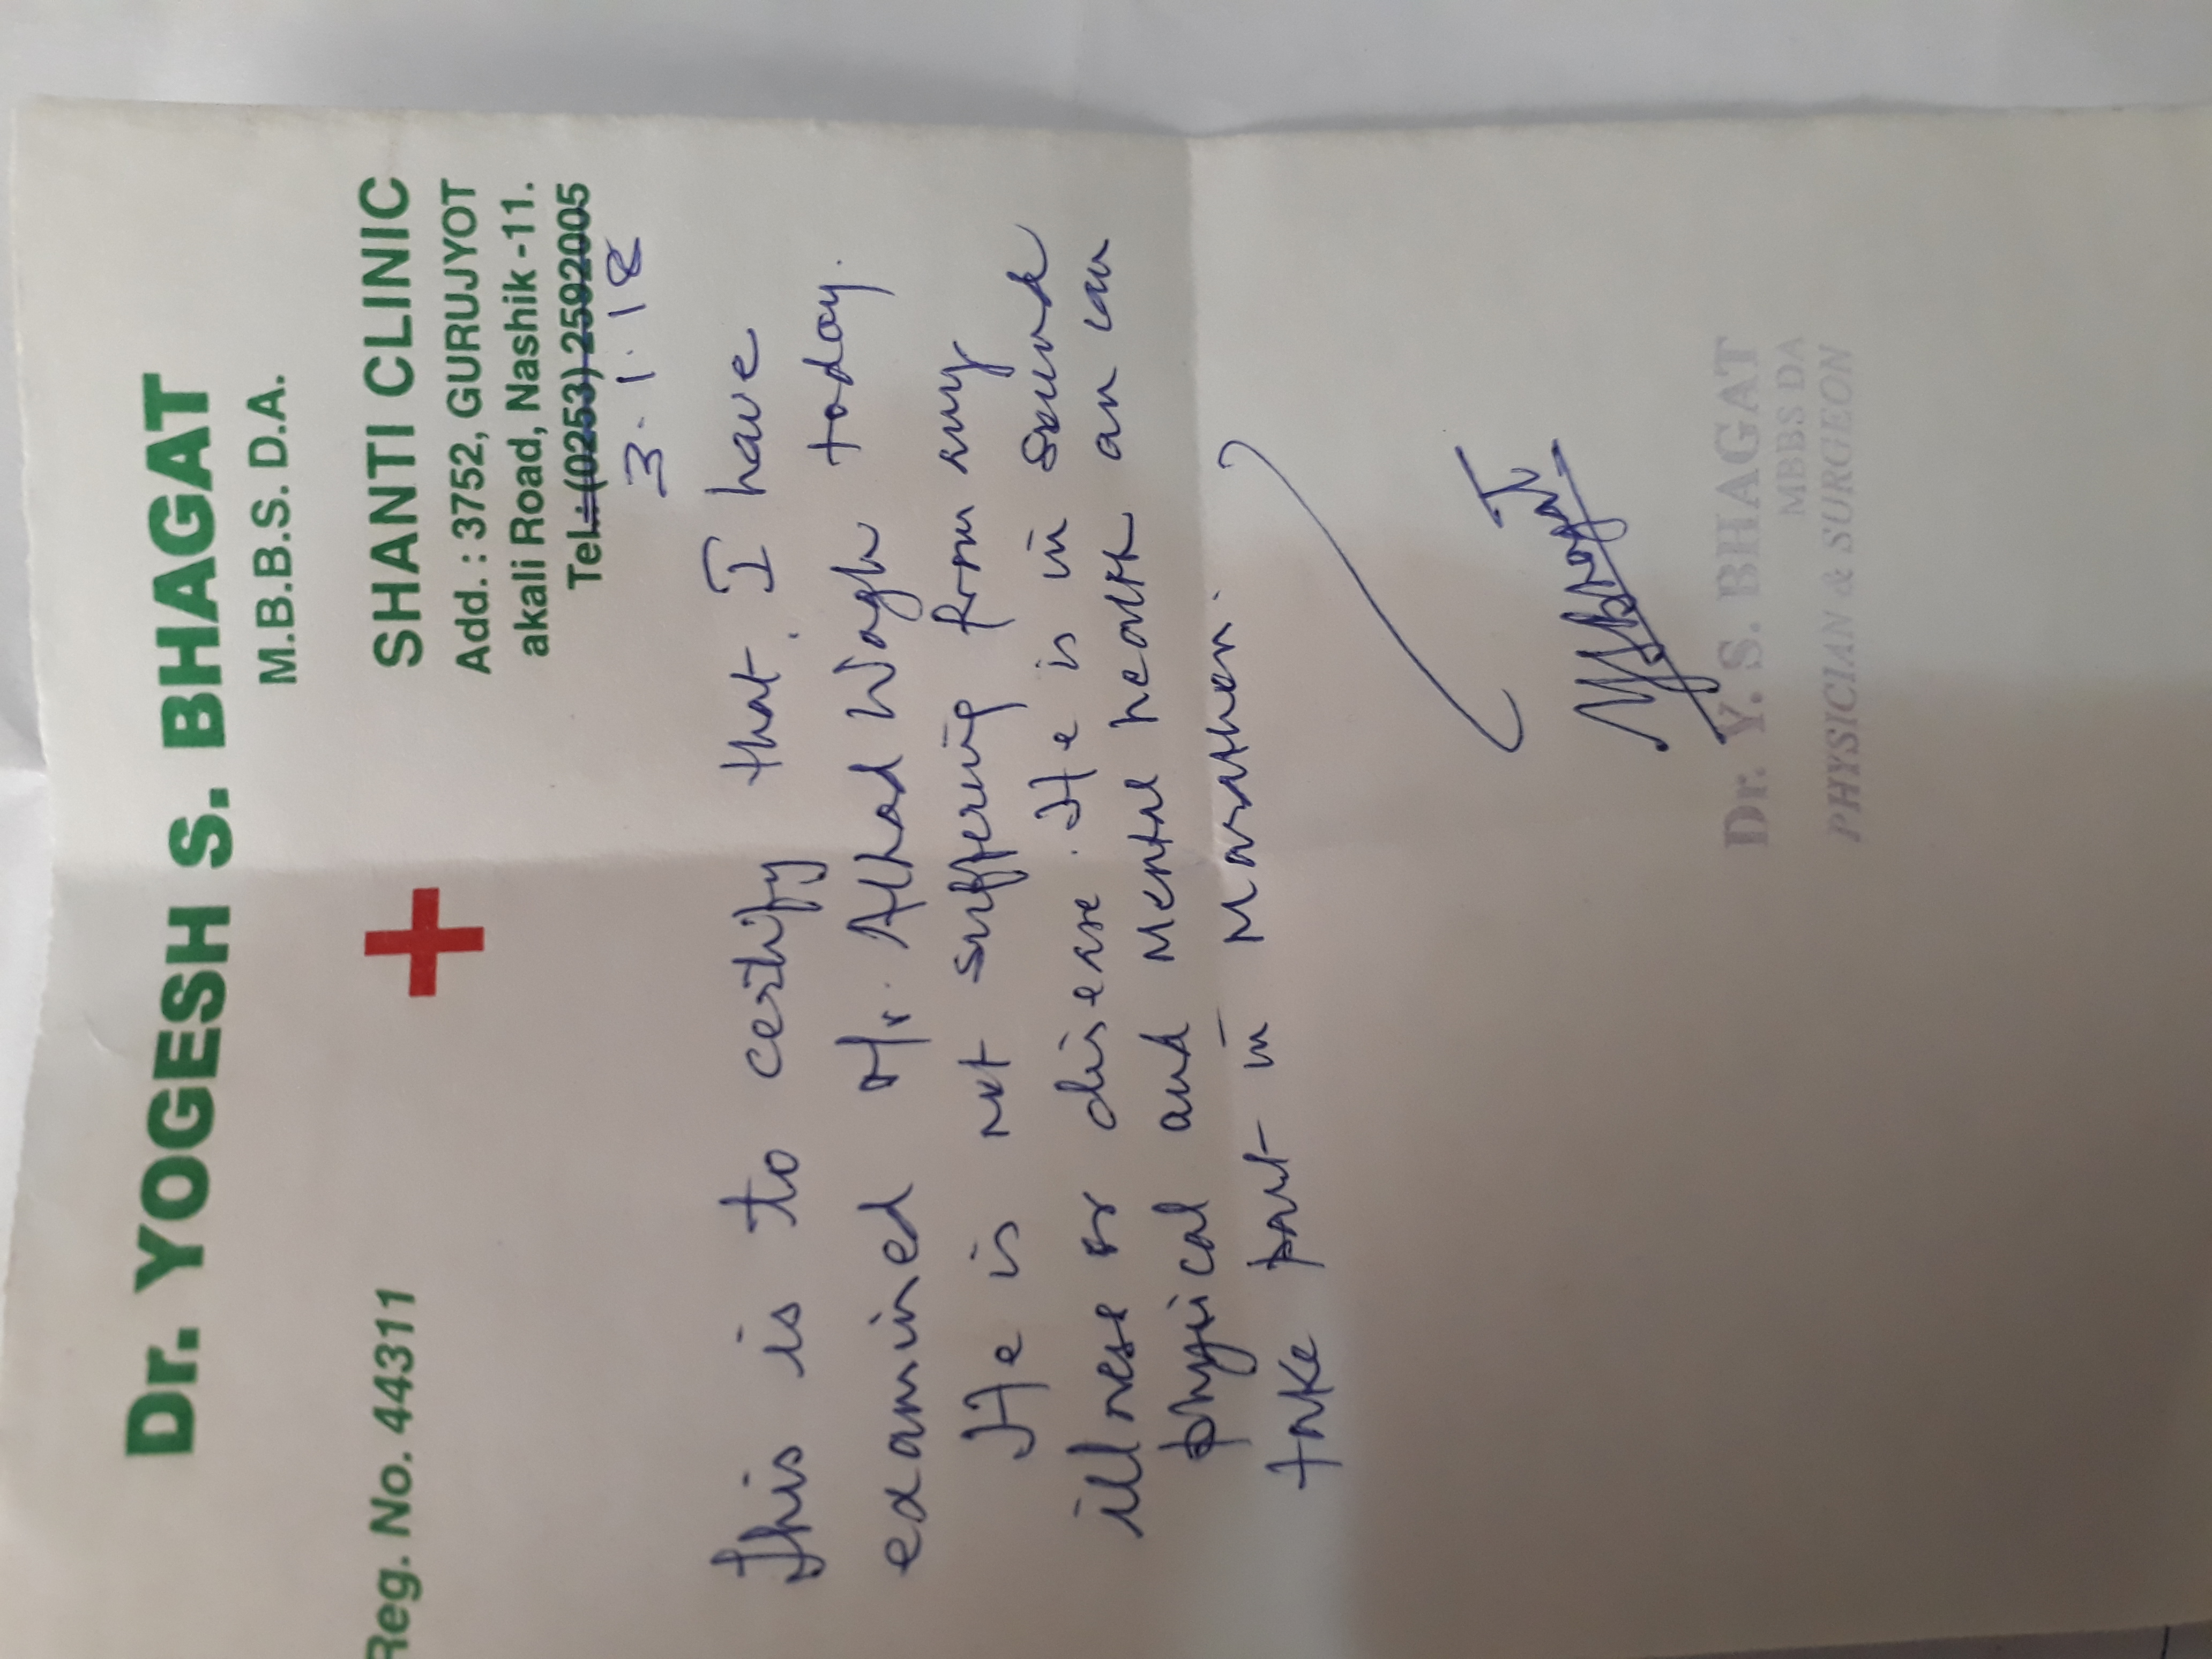 Dr. YOGESH S. BHAGAT
M.B.B.S. D.A.
Reg. No. 44311
SHANTI CLINIC
Add. : 3752, GURUJYOT
akali Road, Nashik -11.
Tel.: (0253) 2592005
3. 1. 18
This is to certify that I have
examined Mr. Alhad Wagh today.
He is not suffering from any
illness or disease. He is in sound
physical and Mental health an can
take part in Marathon.
Dr. Y. S. BHAGAT
MBBS DA
PHYSICIAN & SURGEON